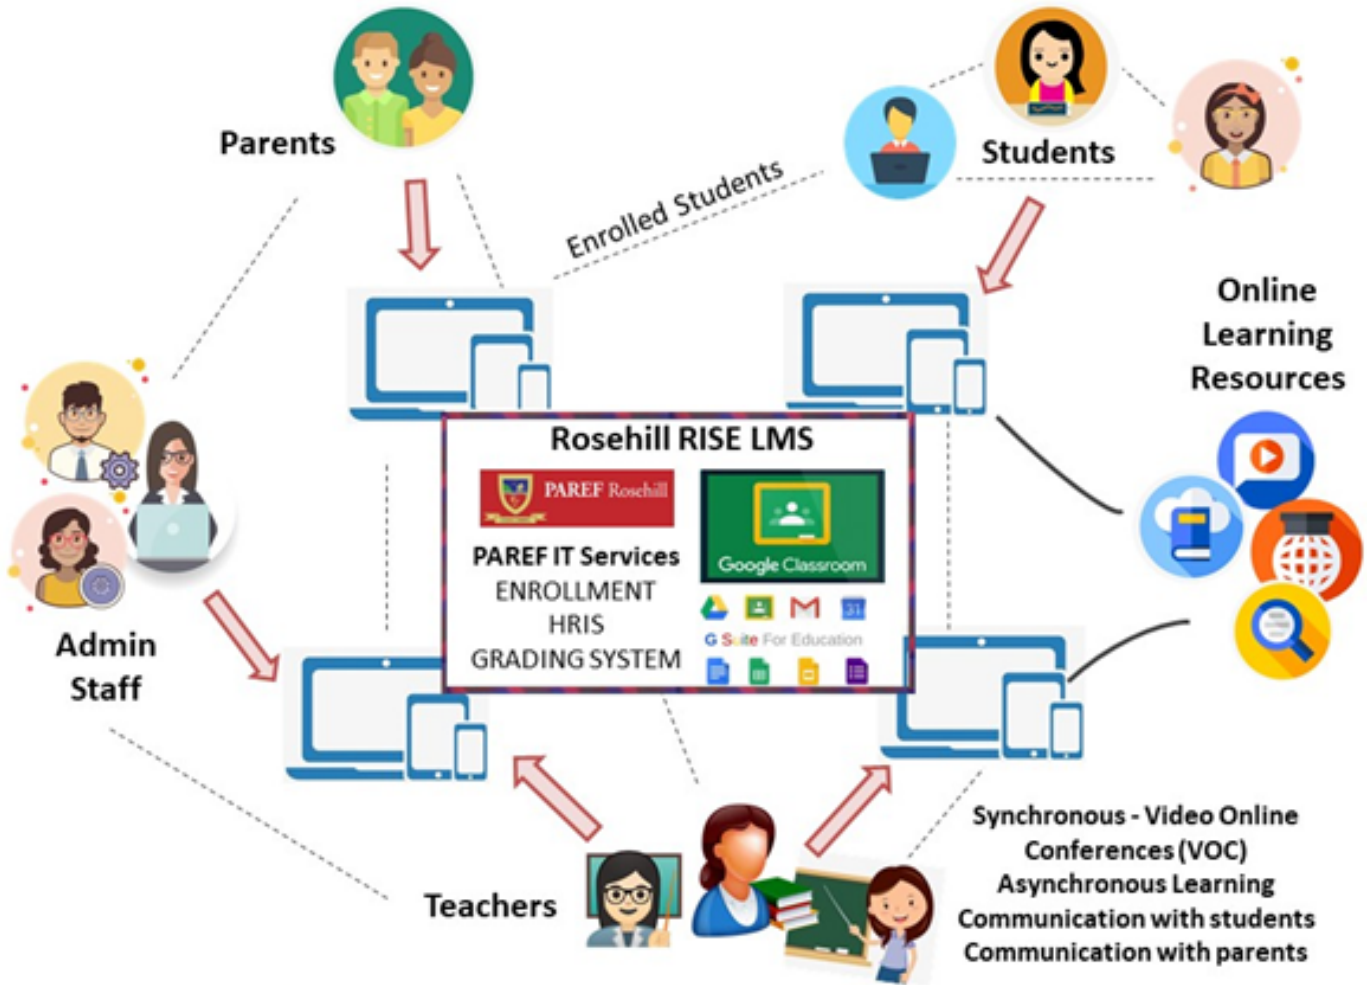 Parents
Students
Enrolled Students
Online
Learning
Resources
Rosehill RISE LMS
PAREF Rosehill
Google Classroom
PAREF IT Services
ENROLLMENT
HRIS
GRADING SYSTEM
31
G Suite For Education
Admin
Staff
Teachers
Synchronous - Video Online
Conferences (VOC)
Asynchronous Learning
Communication with students
Communication with parents